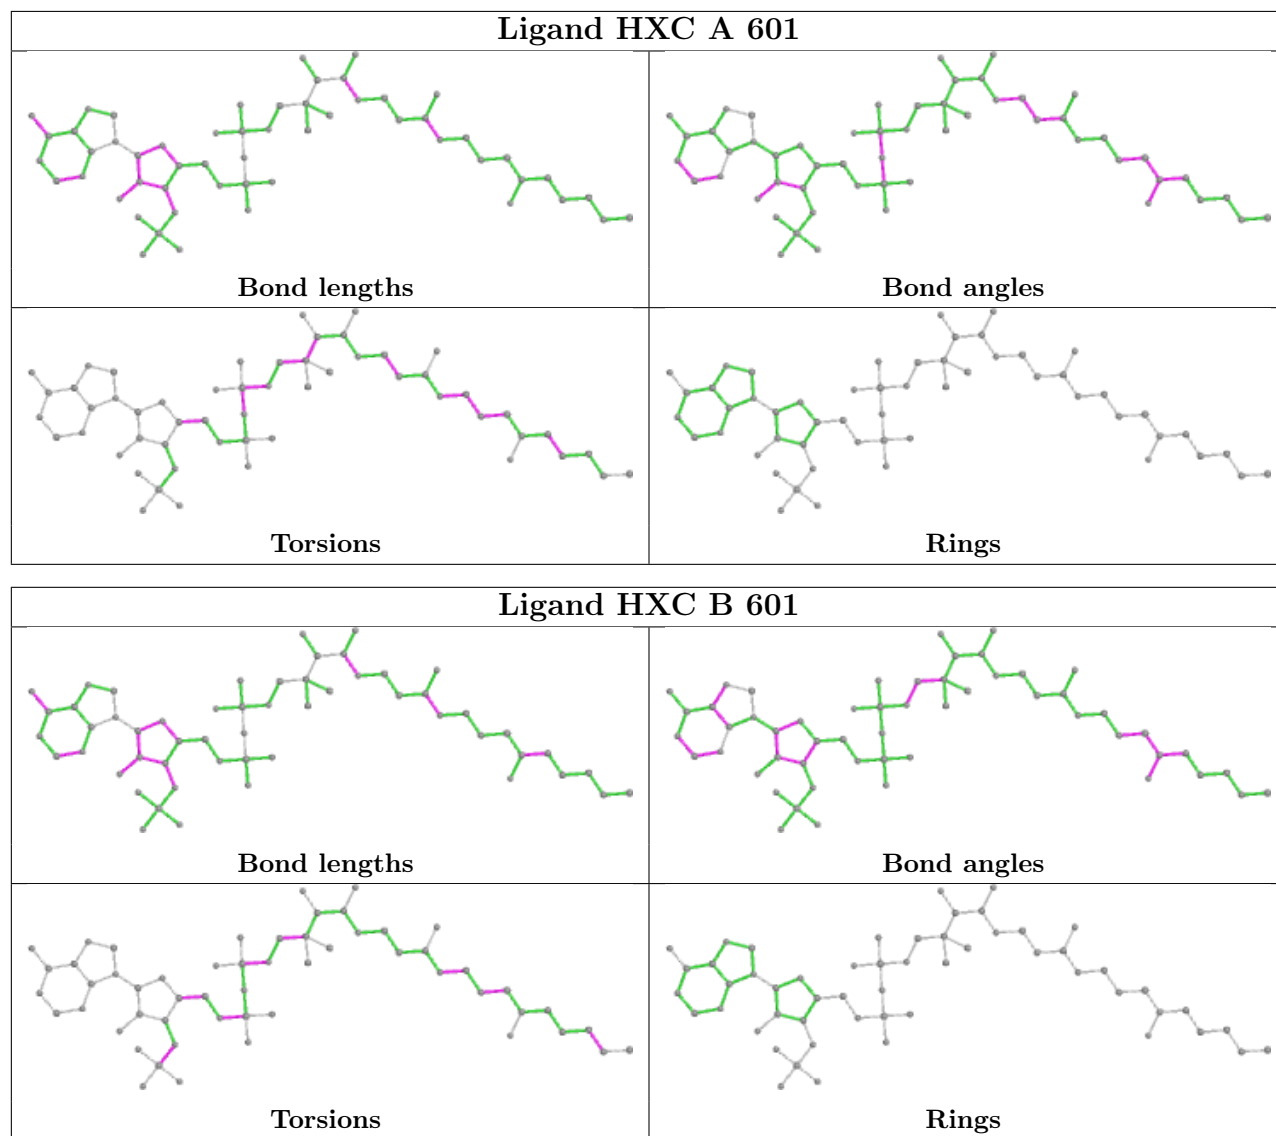 Ligand HXC A 601
Bond lengths
Bond angles
Torsions
Rings
Ligand HXC B 601
Bond lengths
Bond angles
Torsions
Rings